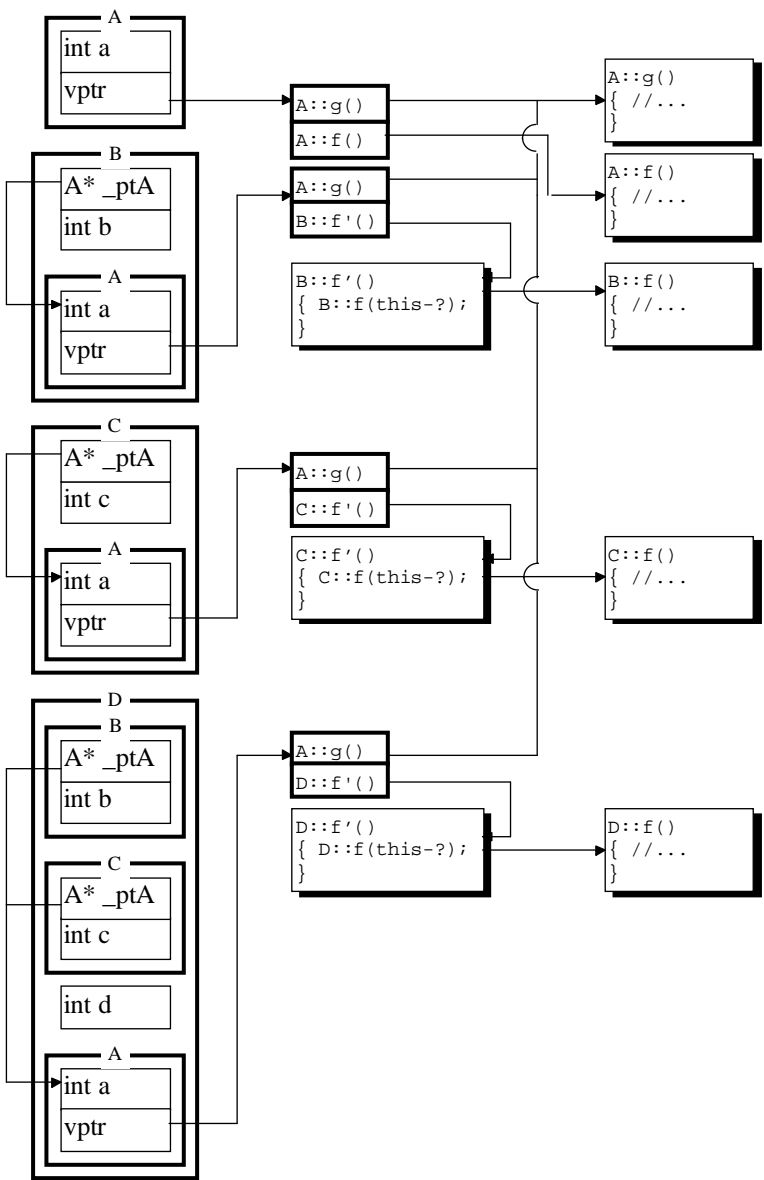 A
int a
vptr
A::g()
A::f()
A::g()
{ //...
}
A::f()
{ //...
}
B
A* _ptA
int b
A
int a
vptr
A::g()
B::f'()
B::f'()
{ B::f(this-?);
}
B::f()
{ //...
}
C
A* _ptA
int c
A
int a
vptr
A::g()
C::f'()
C::f'()
{ C::f(this-?);
}
C::f()
{ //...
}
D
B
A* _ptA
int b
C
A* _ptA
int c
int d
A
int a
vptr
A::g()
D::f'()
D::f'()
{ D::f(this-?);
}
D::f()
{ //...
}